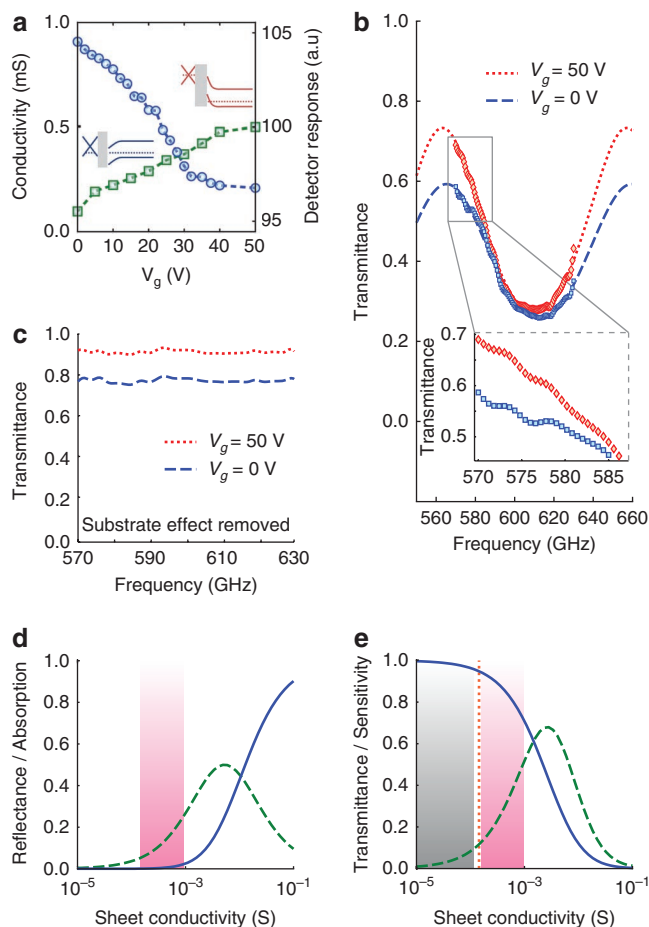 a
Conductivity (mS)
1.0
0.5
0.0
105
100
95
Detector response (a.u)
0 10 20 30 40 50
Vg (V)
b
Vg = 50 V
Vg = 0 V
Transmittance
1.0
0.8
0.6
0.4
0.2
0.0
0.7
0.6
0.5
Transmittance
570 575 580 585
560 580 600 620 640 660
Frequency (GHz)
c
Transmittance
1.0
0.8
0.6
0.4
0.2
0.0
Vg = 50 V
Vg = 0 V
Substrate effect removed
570 590 610 630
Frequency (GHz)
d
Reflectance / Absorption
1.0
0.8
0.6
0.4
0.2
0.0
10⁻⁵ 10⁻³ 10⁻¹
Sheet conductivity (S)
e
Transmittance / Sensitivity
1.0
0.8
0.6
0.4
0.2
0.0
10⁻⁵ 10⁻³ 10⁻¹
Sheet conductivity (S)